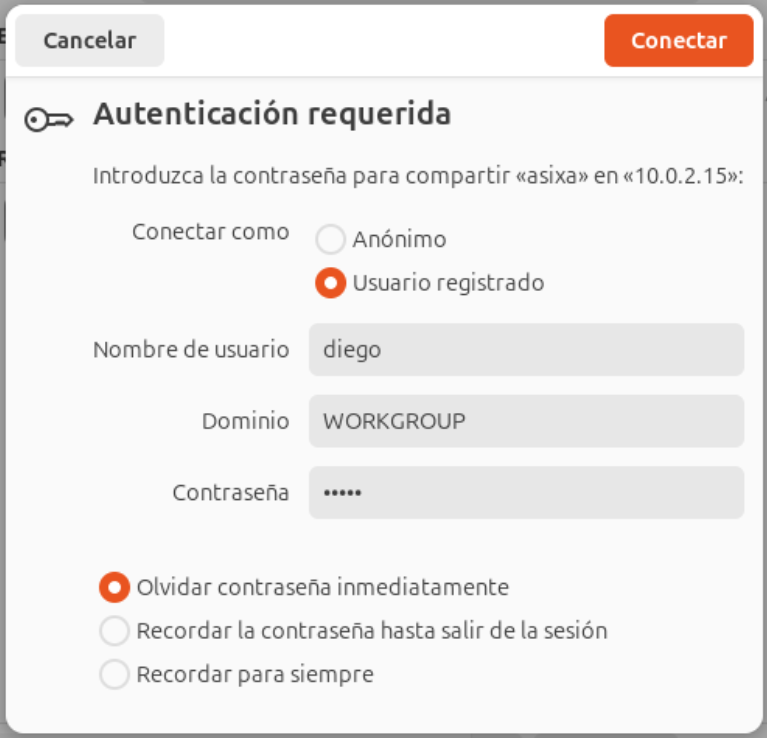 Cancelar
Conectar
Autenticación requerida
Introduzca la contraseña para compartir «asixa» en «10.0.2.15»:
Conectar como
Anónimo
Usuario registrado
Nombre de usuario
diego
Dominio
WORKGROUP
Contraseña
•••••
Olvidar contraseña inmediatamente
Recordar la contraseña hasta salir de la sesión
Recordar para siempre